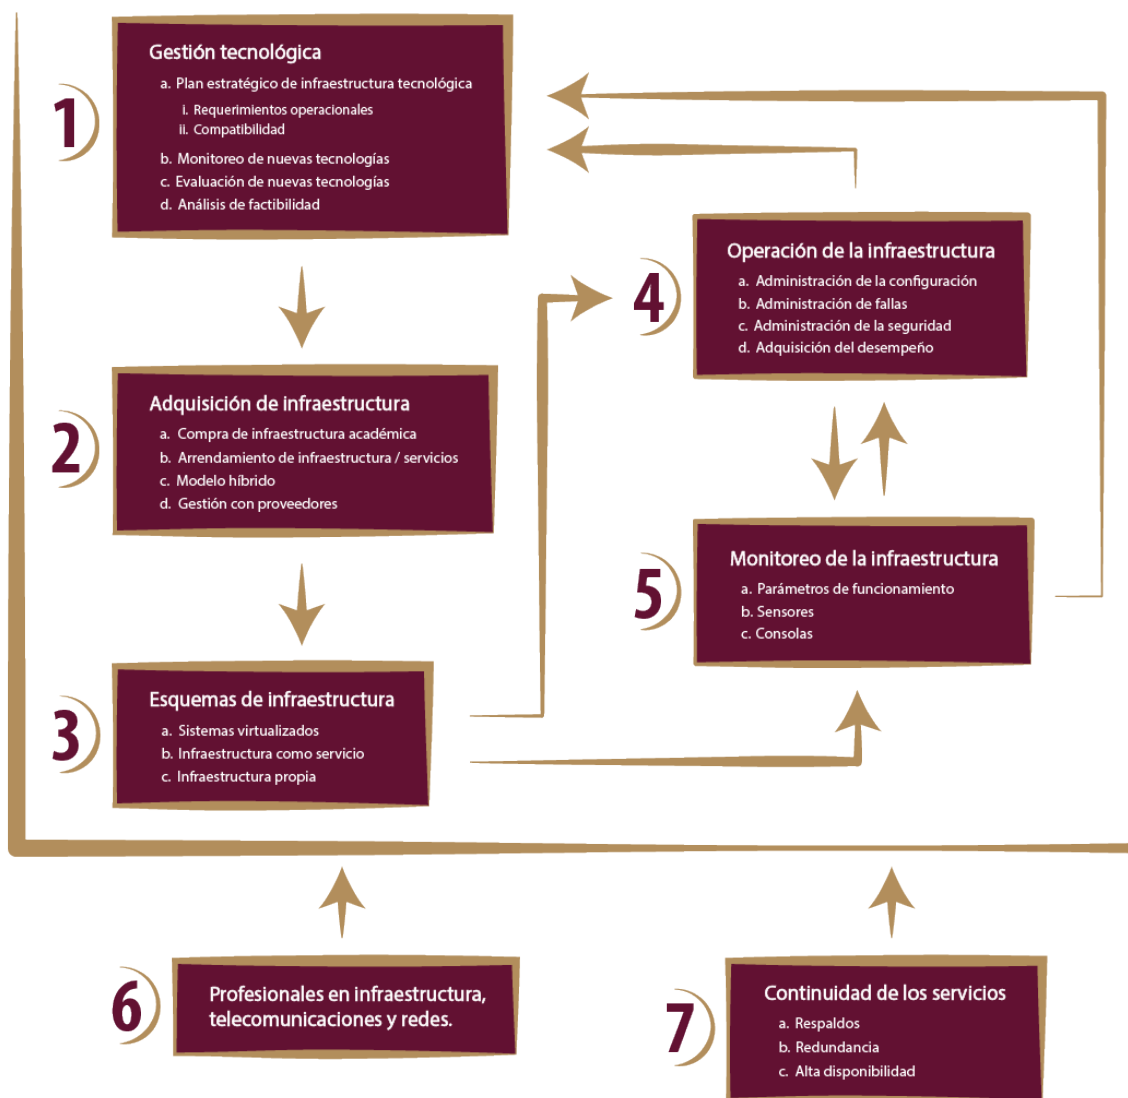 1
Gestión tecnológica
a. Plan estratégico de infraestructura tecnológica
i. Requerimientos operacionales
ii. Compatibilidad
b. Monitoreo de nuevas tecnologías
c. Evaluación de nuevas tecnologías
d. Análisis de factibilidad
2
Adquisición de infraestructura
a. Compra de infraestructura académica
b. Arrendamiento de infraestructura / servicios
c. Modelo híbrido
d. Gestión con proveedores
3
Esquemas de infraestructura
a. Sistemas virtualizados
b. Infraestructura como servicio
c. Infraestructura propia
4
Operación de la infraestructura
a. Administración de la configuración
b. Administración de fallas
c. Administración de la seguridad
d. Adquisición del desempeño
5
Monitoreo de la infraestructura
a. Parámetros de funcionamiento
b. Sensores
c. Consolas
6
Profesionales en infraestructura,
telecomunicaciones y redes.
7
Continuidad de los servicios
a. Respaldos
b. Redundancia
c. Alta disponibilidad